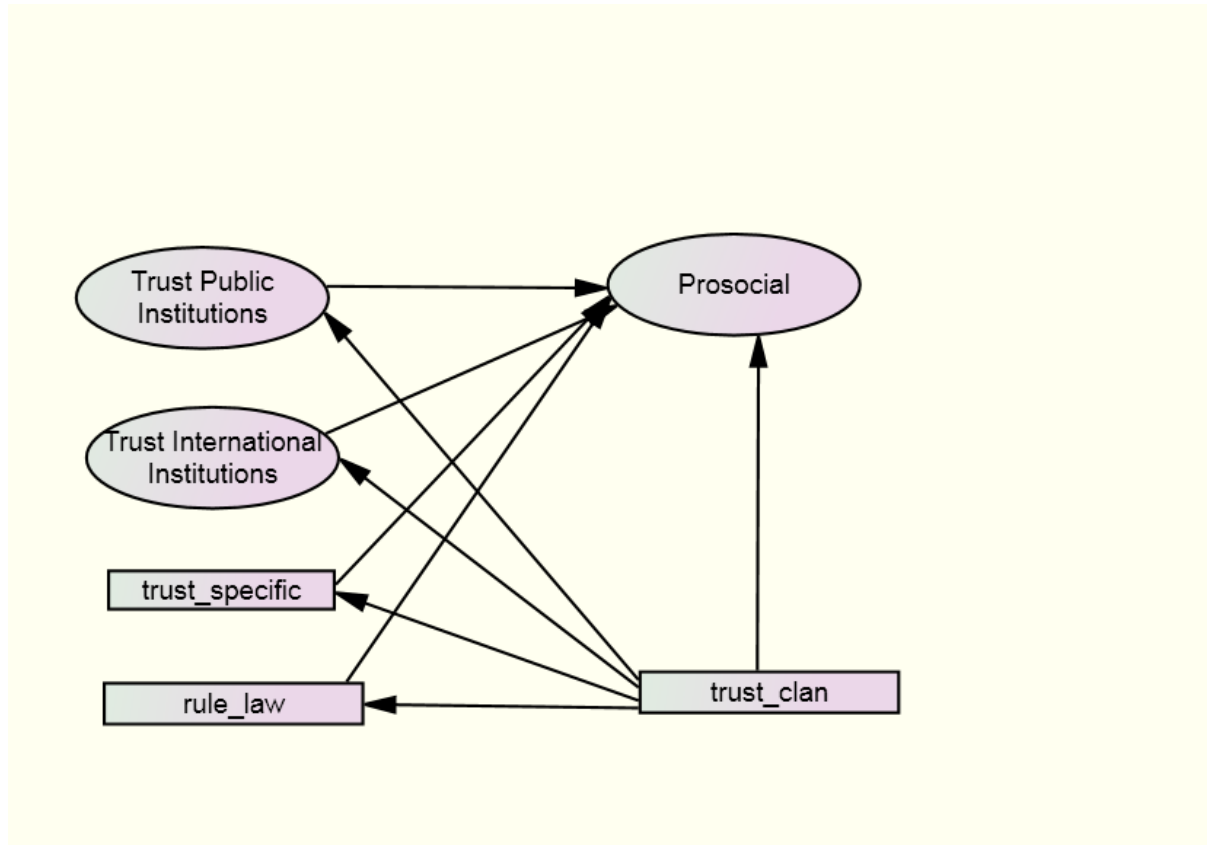 Trust Public
Institutions
Prosocial
Trust International
Institutions
trust_specific
rule_law
trust_clan